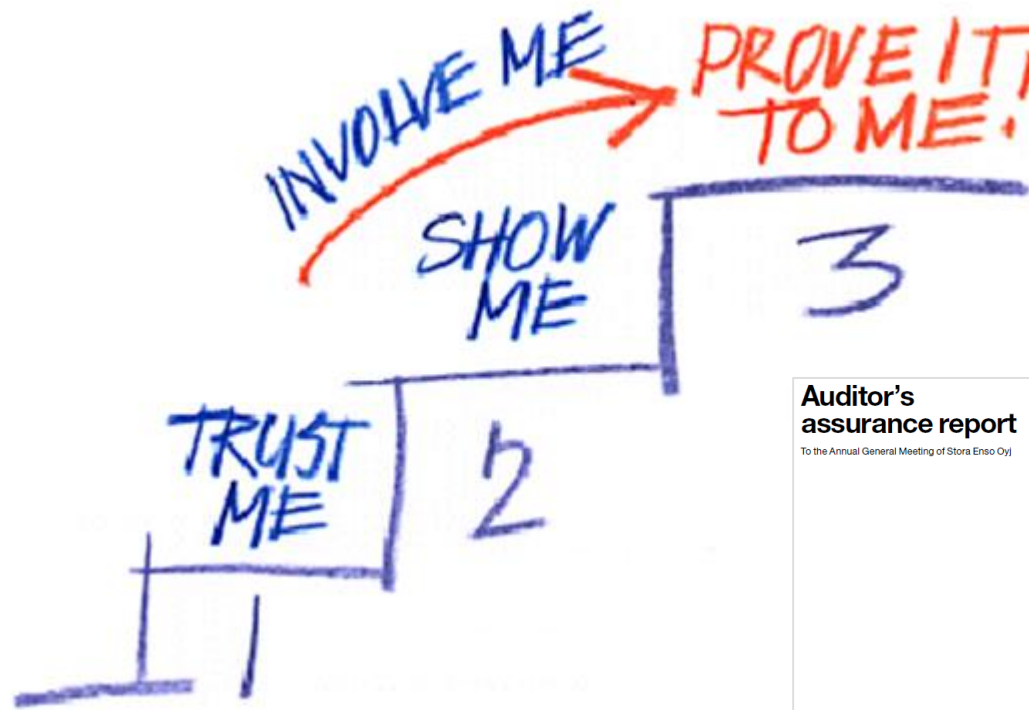 INVOLVE ME
PROVE IT!
TO ME.
SHOW
ME
3
TRUST
ME
2
1
Auditor's
assurance report
To the Annual General Meeting of Stora Enso Oyj